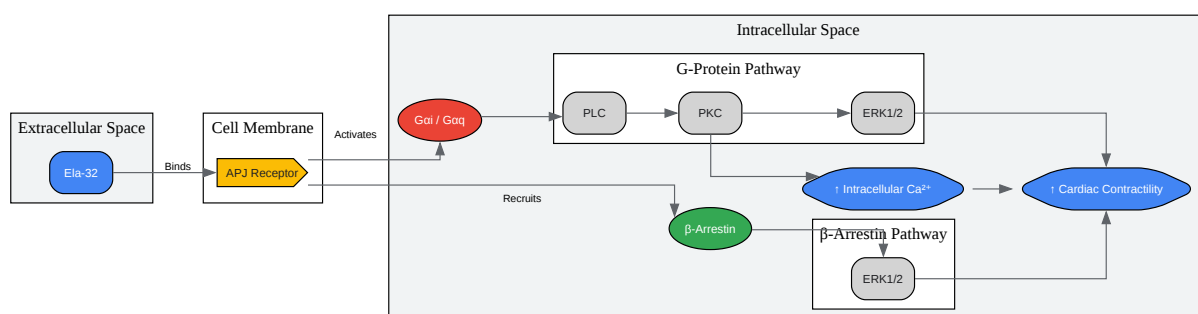 Intracellular Space
G-Protein Pathway
Extracellular Space
Cell Membrane
Activates
Gαi / Gαq
PLC
PKC
ERK1/2
Ela-32
Binds
APJ Receptor
Recruits
↑ Intracellular Ca²⁺
↑ Cardiac Contractility
β-Arrestin
β-Arrestin Pathway
ERK1/2